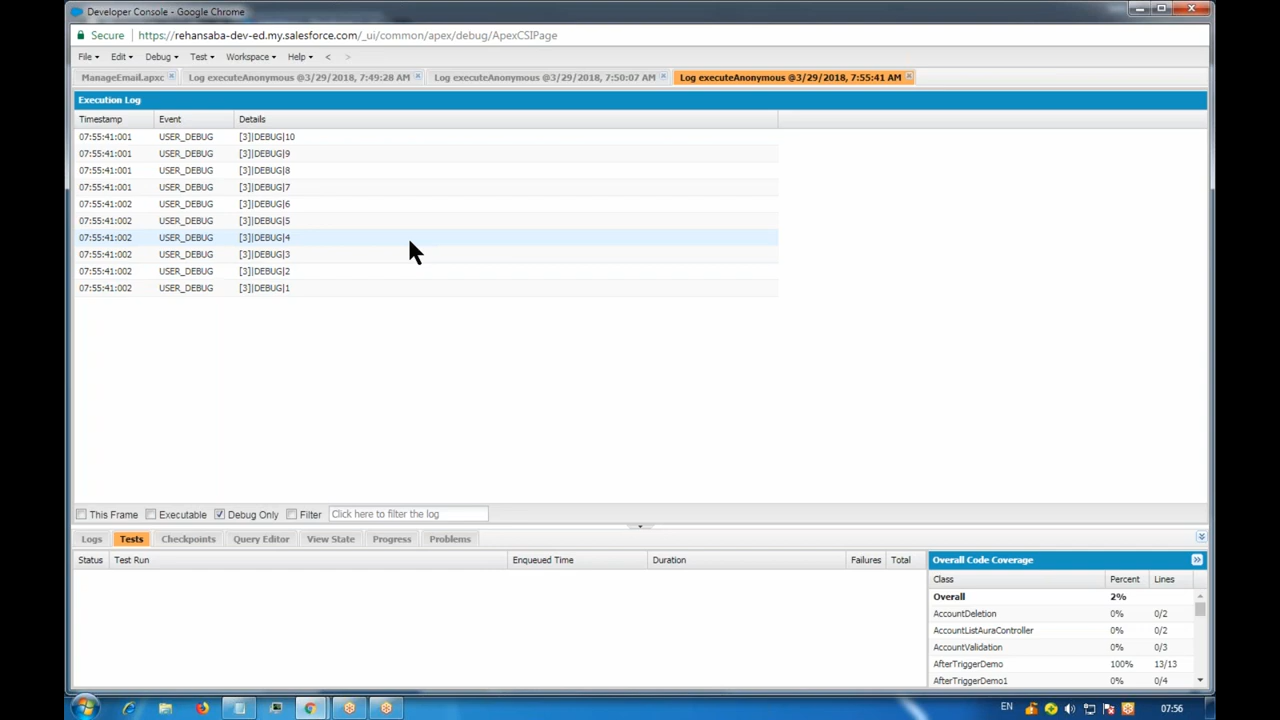 Developer Console - Google Chrome
Secure https://rehansaba-dev-ed.my.salesforce.com/_ui/common/apex/debug/ApexCSIPage
File Edit Debug Test Workspace Help < >
ManageEmail.apxc Log executeAnonymous @3/29/2018, 7:49:28 AM Log executeAnonymous @3/29/2018, 7:50:07 AM Log executeAnonymous @3/29/2018, 7:55:41 AM
Execution Log
Timestamp Event Details
07:55:41:001 USER_DEBUG [3]|DEBUG|10
07:55:41:001 USER_DEBUG [3]|DEBUG|9
07:55:41:001 USER_DEBUG [3]|DEBUG|8
07:55:41:001 USER_DEBUG [3]|DEBUG|7
07:55:41:002 USER_DEBUG [3]|DEBUG|6
07:55:41:002 USER_DEBUG [3]|DEBUG|5
07:55:41:002 USER_DEBUG [3]|DEBUG|4
07:55:41:002 USER_DEBUG [3]|DEBUG|3
07:55:41:002 USER_DEBUG [3]|DEBUG|2
07:55:41:002 USER_DEBUG [3]|DEBUG|1
This Frame Executable Debug Only Filter Click here to filter the log
Logs Tests Checkpoints Query Editor View State Progress Problems
Status Test Run Enqueued Time Duration Failures Total
Overall Code Coverage
Class Percent Lines
Overall 2%
AccountDeletion 0% 0/2
AccountListAuraController 0% 0/2
AccountValidation 0% 0/3
AfterTriggerDemo 100% 13/13
AfterTriggerDemo1 0% 0/4
EN 07:56